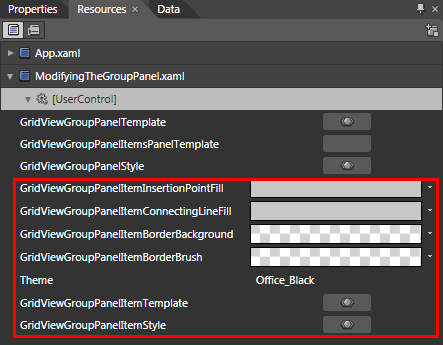 Properties Resources × Data
App.xaml
ModifyingTheGroupPanel.xaml
[UserControl]
GridViewGroupPanelTemplate
GridViewGroupPanelItemsPanelTemplate
GridViewGroupPanelStyle
GridViewGroupPanelItemInsertionPointFill
GridViewGroupPanelItemConnectingLineFill
GridViewGroupPanelItemBorderBackground
GridViewGroupPanelItemBorderBrush
Theme Office_Black
GridViewGroupPanelItemTemplate
GridViewGroupPanelItemStyle